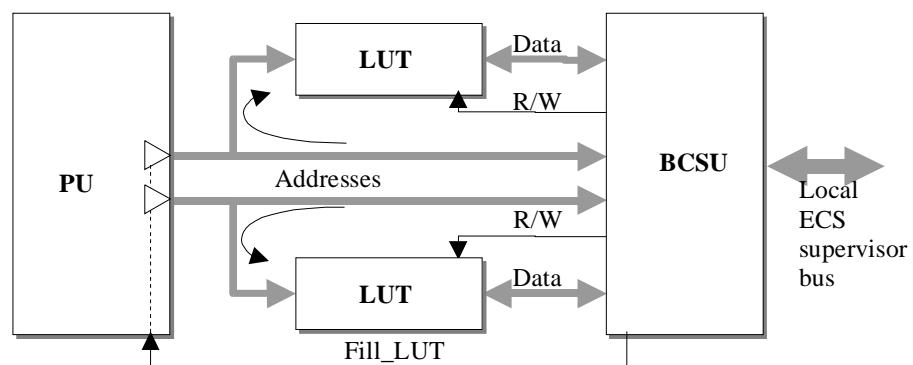 LUT
Data
R/W
PU
Addresses
BCSU
Local
ECS
supervisor
bus
R/W
LUT
Data
Fill_LUT